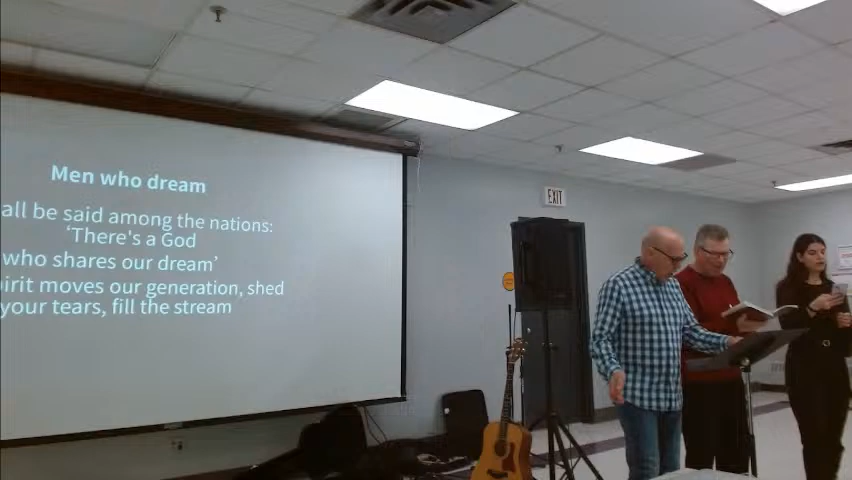 Men who dream
all be said among the nations:
'There's a God
who shares our dream'
pirit moves our generation, shed
your tears, fill the stream
EXIT